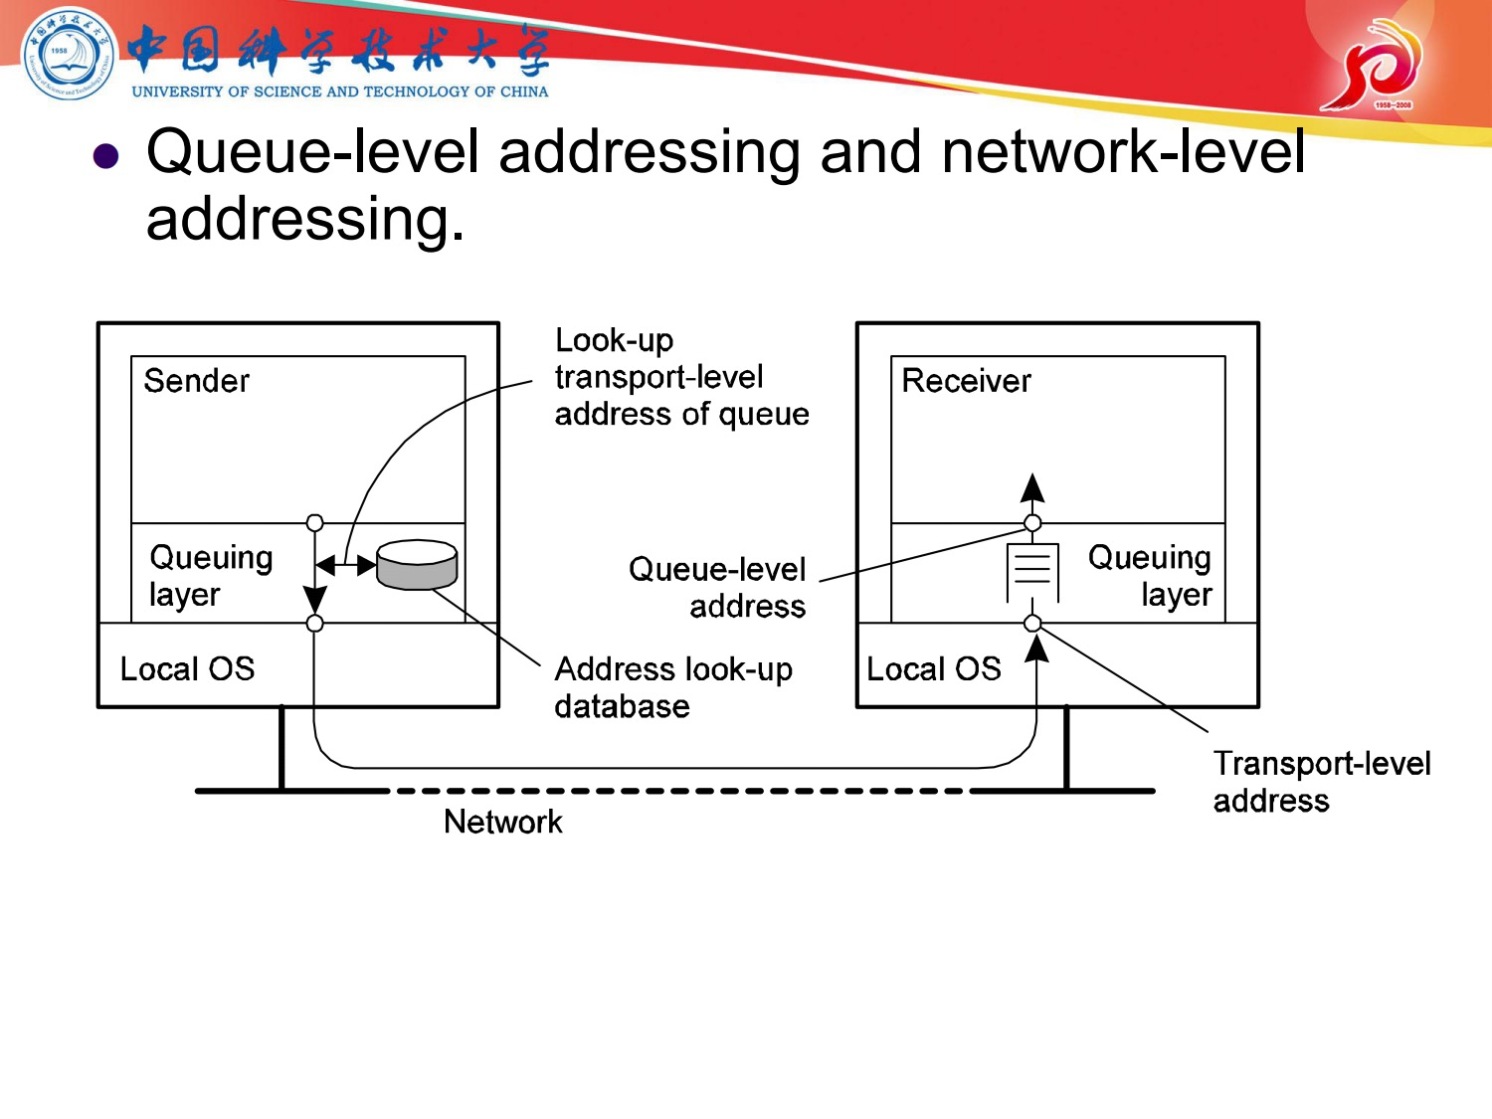 中国科学技术大学
UNIVERSITY OF SCIENCE AND TECHNOLOGY OF CHINA
1958
1958-2008
Queue-level addressing and network-level
addressing.
Look-up
transport-level
address of queue
Sender
Receiver
Queuing
layer
Queue-level
address
Queuing
layer
Local OS
Address look-up
database
Local OS
Transport-level
address
Network